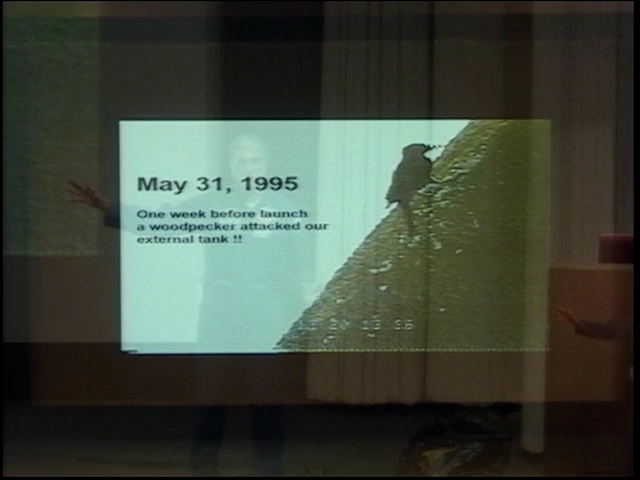 May 31, 1995
One week before launch
a woodpecker attacked our
external tank !!